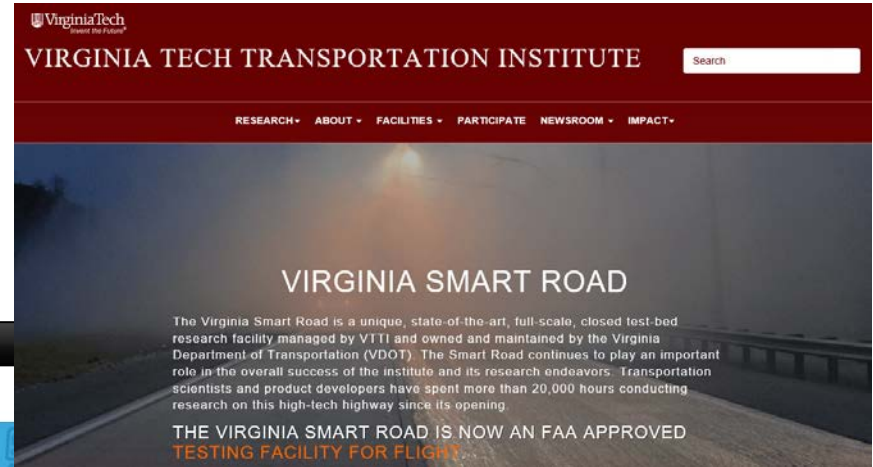 VirginiaTech
Invent the Future®
VIRGINIA TECH TRANSPORTATION INSTITUTE
Search
RESEARCH ABOUT FACILITIES PARTICIPATE NEWSROOM IMPACT
VIRGINIA SMART ROAD
The Virginia Smart Road is a unique, state-of-the-art, full-scale, closed test-bed
research facility managed by VTTI and owned and maintained by the Virginia
Department of Transportation (VDOT). The Smart Road continues to play an important
role in the overall success of the institute and its research endeavors. Transportation
scientists and product developers have spent more than 20,000 hours conducting
research on this high-tech highway since its opening.
THE VIRGINIA SMART ROAD IS NOW AN FAA APPROVED
TESTING FACILITY FOR FLIGHT